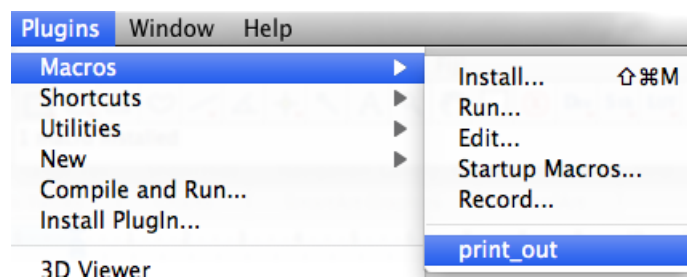 Plugins Window Help
Macros
Shortcuts
Utilities
New
Compile and Run...
Install PlugIn...
3D Viewer
Install... ⇧⌘M
Run...
Edit...
Startup Macros...
Record...
print_out